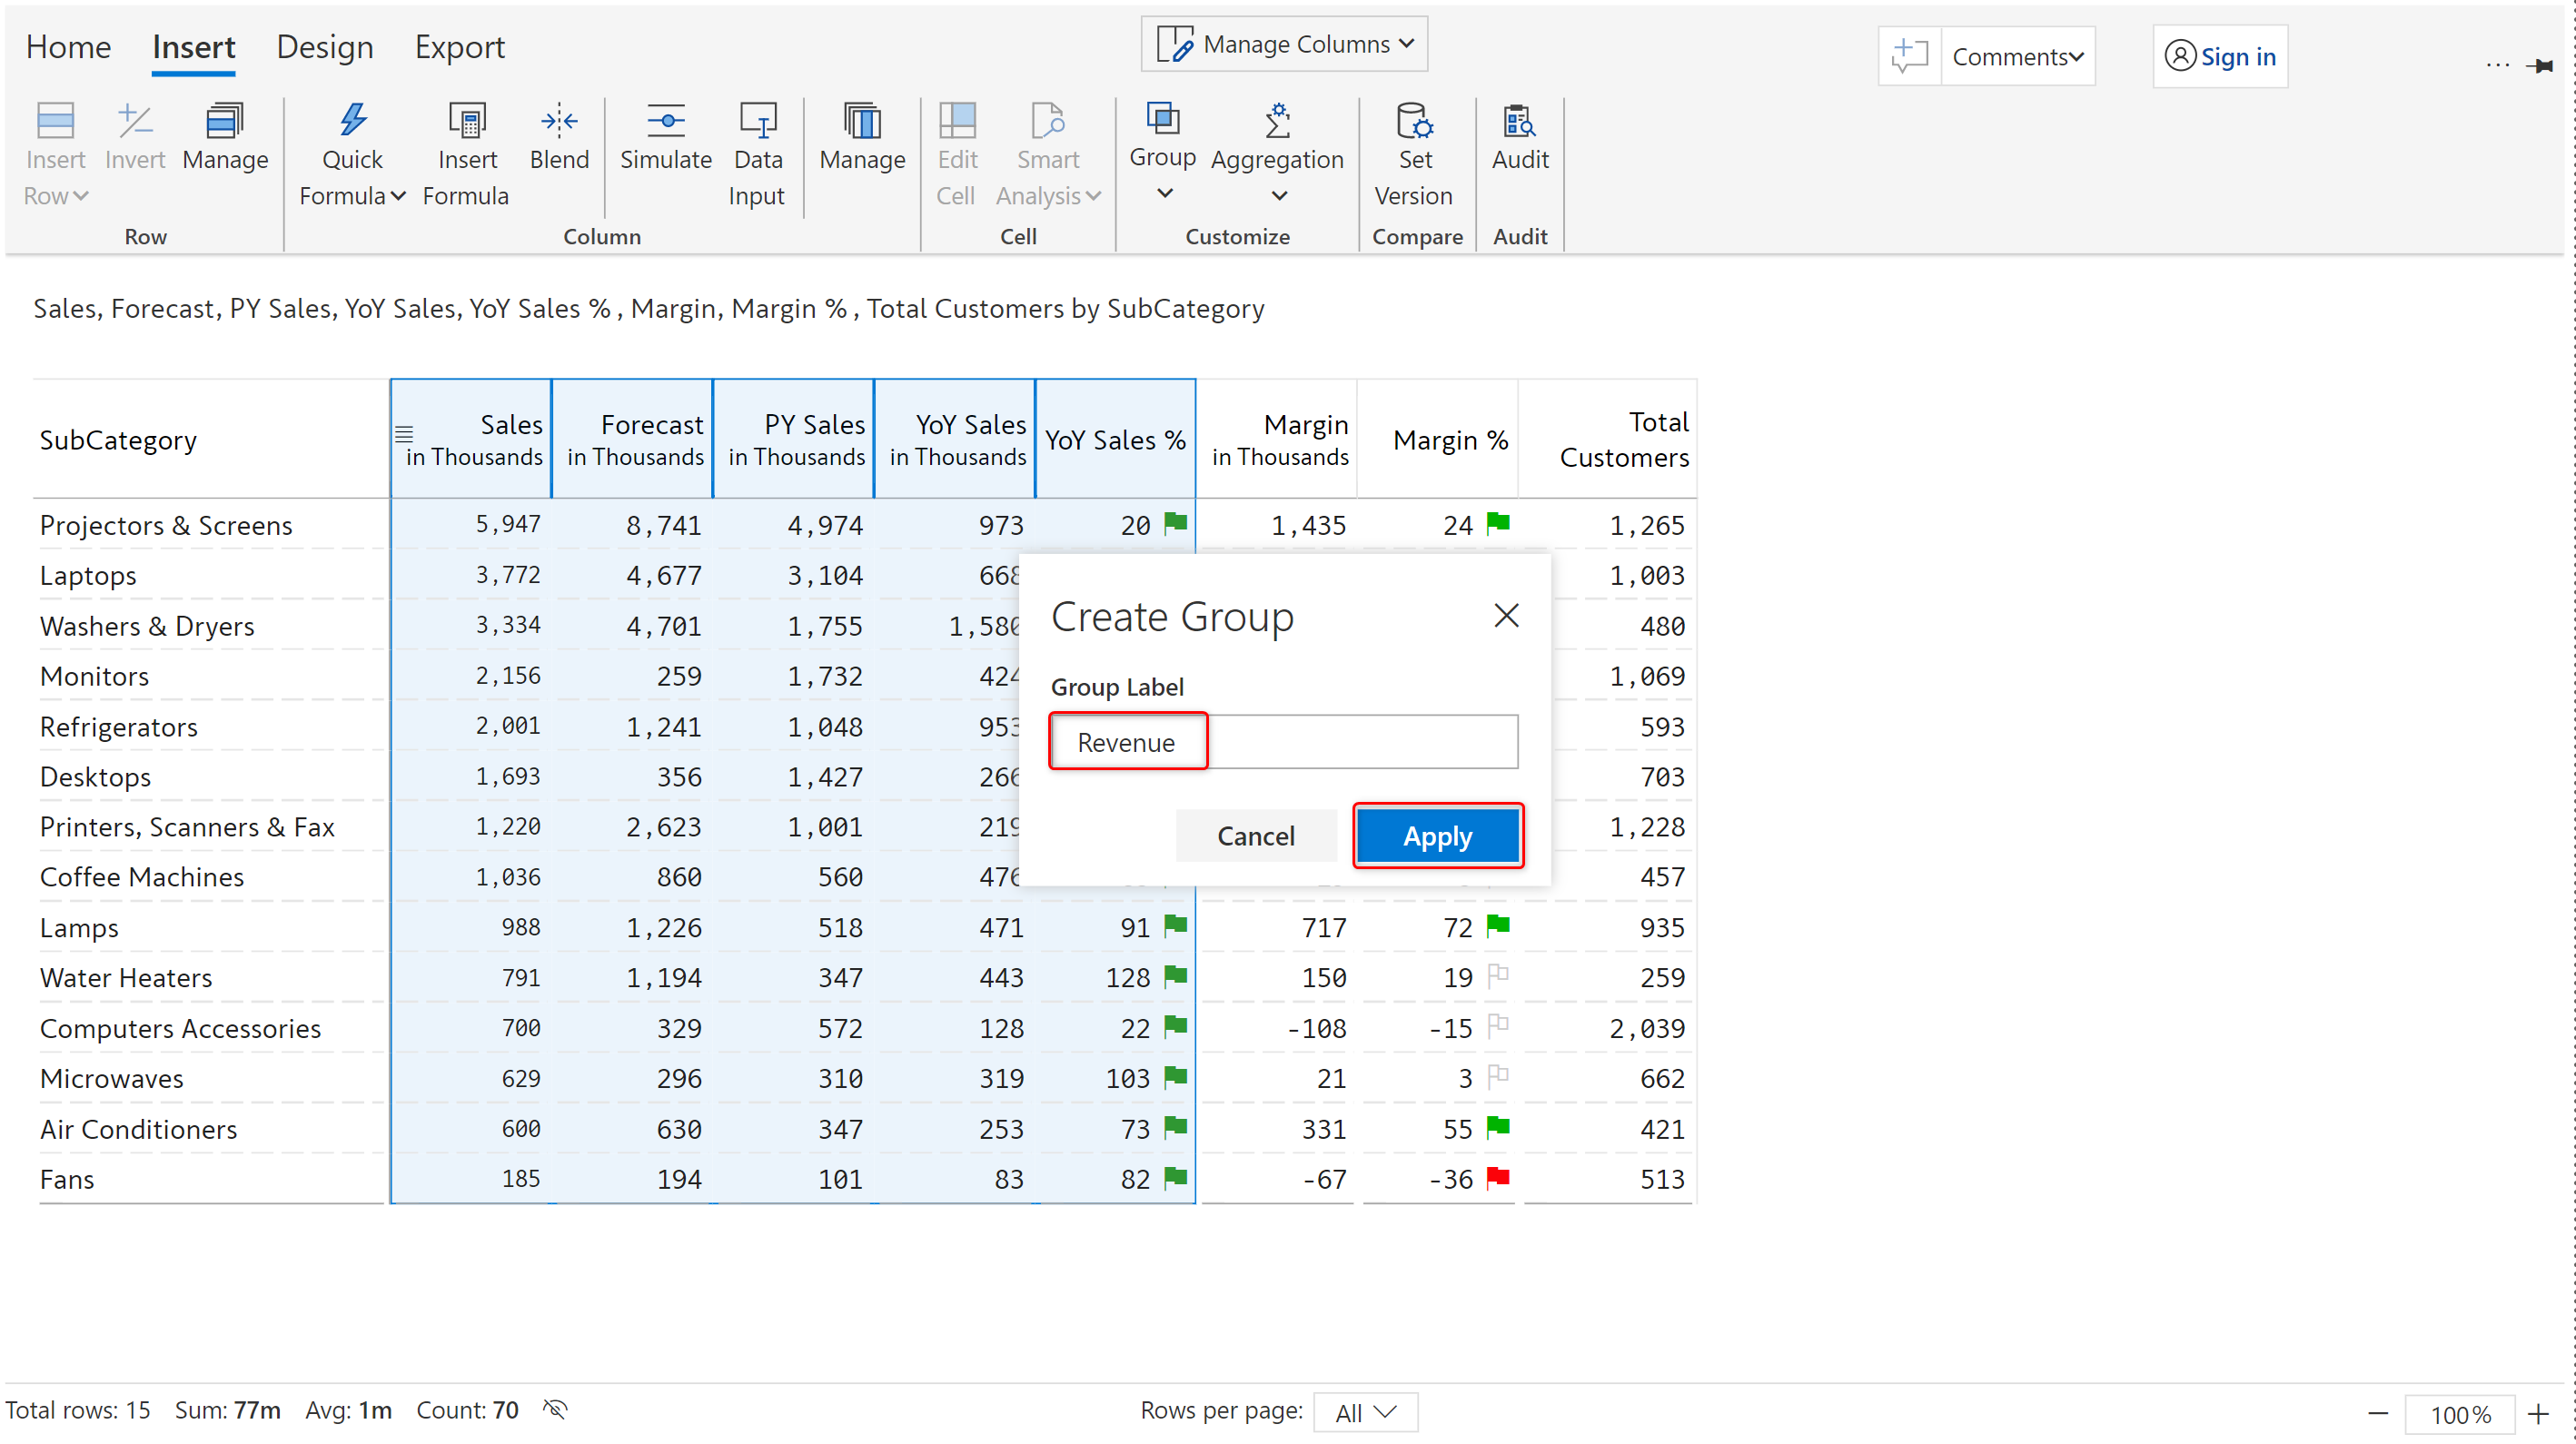 Home Insert Design Export
Manage Columns
Comments
Sign in
Insert Row
Invert
Manage
Quick Formula
Insert Formula
Blend
Simulate
Data Input
Manage
Edit Cell
Smart Analysis
Group
Aggregation
Set Version
Audit
Row Column Cell Customize Compare Audit
Sales, Forecast, PY Sales, YoY Sales, YoY Sales % , Margin, Margin % , Total Customers by SubCategory
SubCategory
Sales in Thousands
Forecast in Thousands
PY Sales in Thousands
YoY Sales in Thousands
YoY Sales %
Margin in Thousands
Margin %
Total Customers
Projectors & Screens 5,947 8,741 4,974 973 20 1,435 24 1,265
Laptops 3,772 4,677 3,104 668 1,003
Washers & Dryers 3,334 4,701 1,755 1,580 480
Monitors 2,156 259 1,732 424 1,069
Refrigerators 2,001 1,241 1,048 953 593
Desktops 1,693 356 1,427 266 703
Printers, Scanners & Fax 1,220 2,623 1,001 219 1,228
Coffee Machines 1,036 860 560 476 457
Lamps 988 1,226 518 471 91 717 72 935
Water Heaters 791 1,194 347 443 128 150 19 259
Computers Accessories 700 329 572 128 22 -108 -15 2,039
Microwaves 629 296 310 319 103 21 3 662
Air Conditioners 600 630 347 253 73 331 55 421
Fans 185 194 101 83 82 -67 -36 513
Create Group
Group Label
Revenue
Cancel
Apply
Total rows: 15 Sum: 77m Avg: 1m Count: 70
Rows per page: All
100%